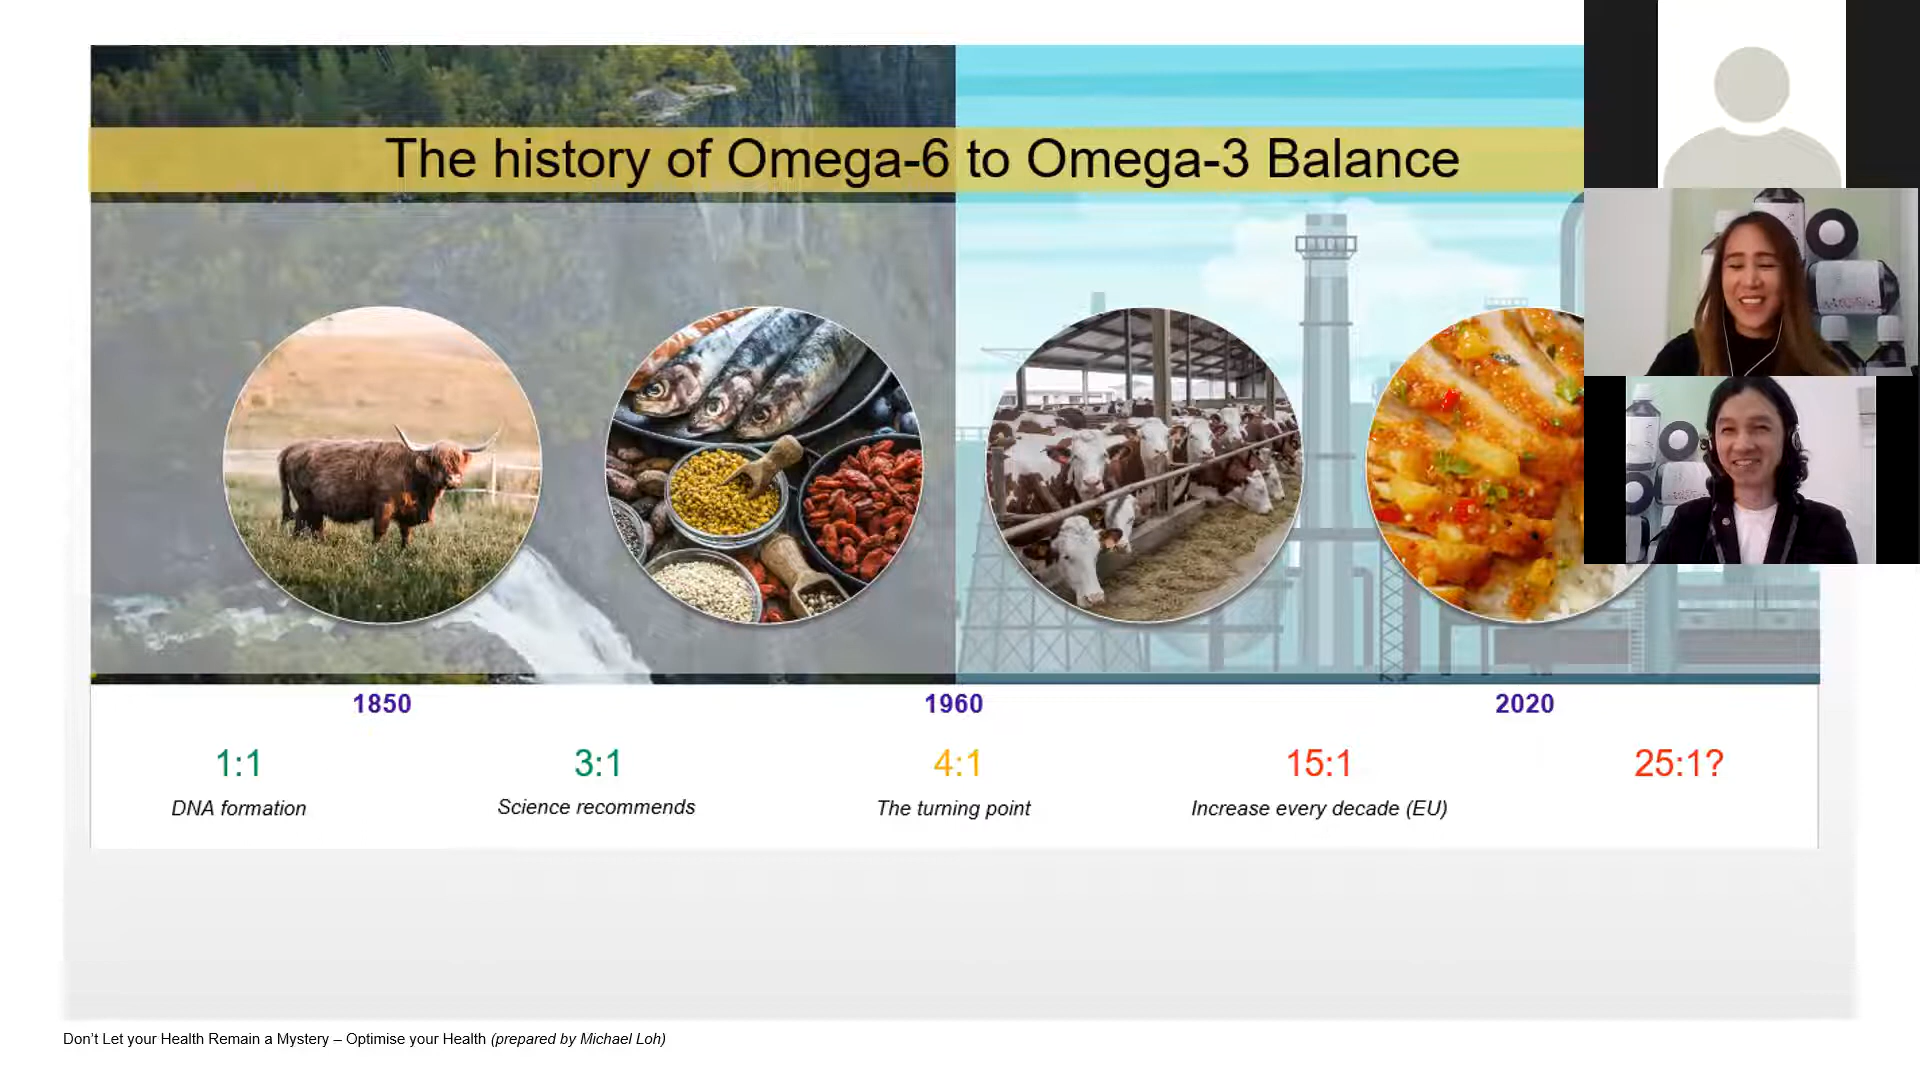 The history of Omega-6 to Omega-3 Balance
1850 1960 2020
1:1 3:1 4:1 15:1 25:1?
DNA formation Science recommends The turning point Increase every decade (EU)
Don't Let your Health Remain a Mystery – Optimise your Health (prepared by Michael Loh)